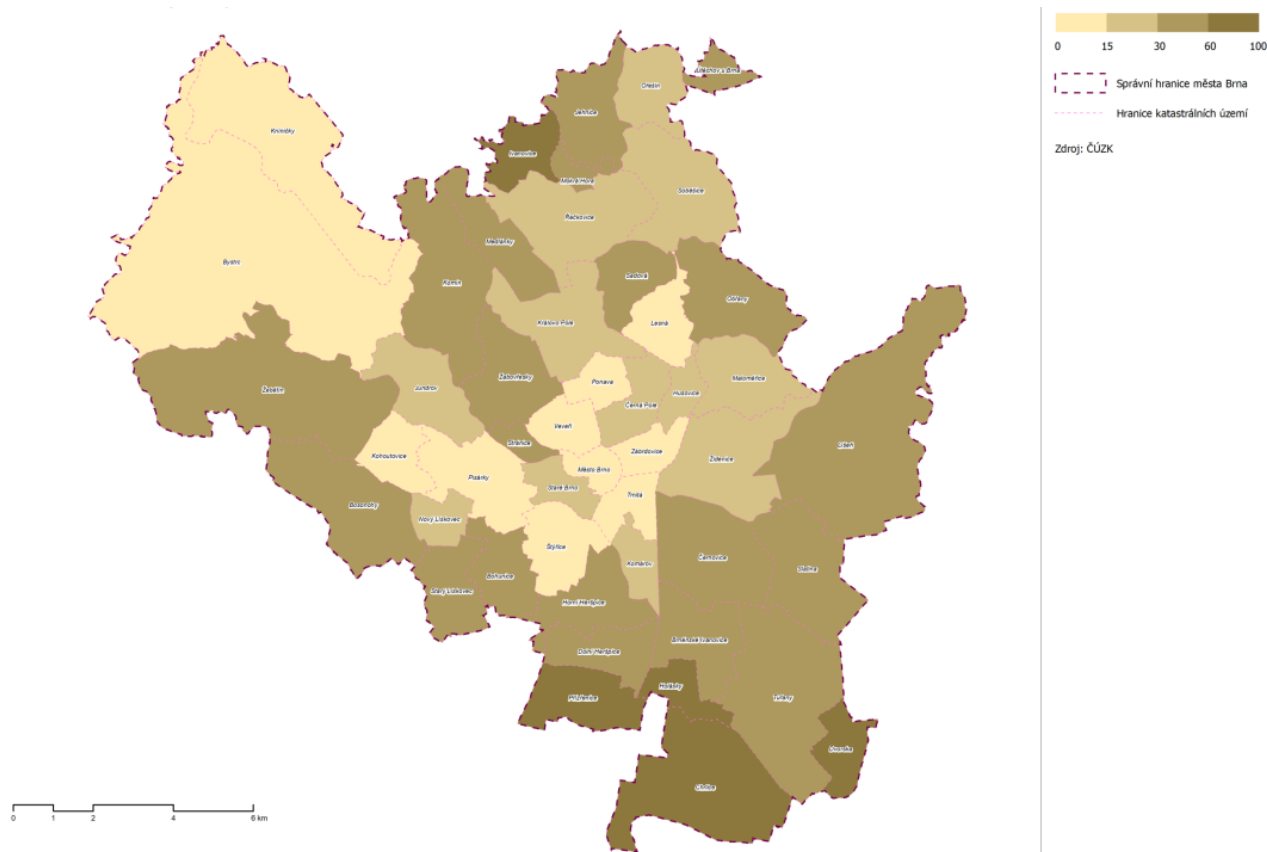 0 15 30 60 100
Správní hranice města Brna
Hranice katastrálních území
Zdroj: ČÚZK
Jehnice
Ořešín
Útěchov u Brna
Kníničky
Ivanovice
Mokrá Hora
Řečkovice
Soběšice
Medlánky
Bystrc
Komín
Sadová
Obřany
Královo Pole
Lesná
Žabovřesky
Ponava
Maloměřice
Žebětín
Jundrov
Husovice
Černá Pole
Veveří
Stránice
Líšeň
Kohoutovice
Zábrdovice
Židenice
Město Brno
Pisárky
Staré Brno
Trnitá
Bosonohy
Nový Lískovec
Štýřice
Černovice
Komárov
Slatina
Bohunice
Starý Lískovec
Horní Heršpice
Brněnské Ivanovice
Dolní Heršpice
Holásky
Přízřenice
Tuřany
Dvorska
Chrlice
0 1 2 4 6 km